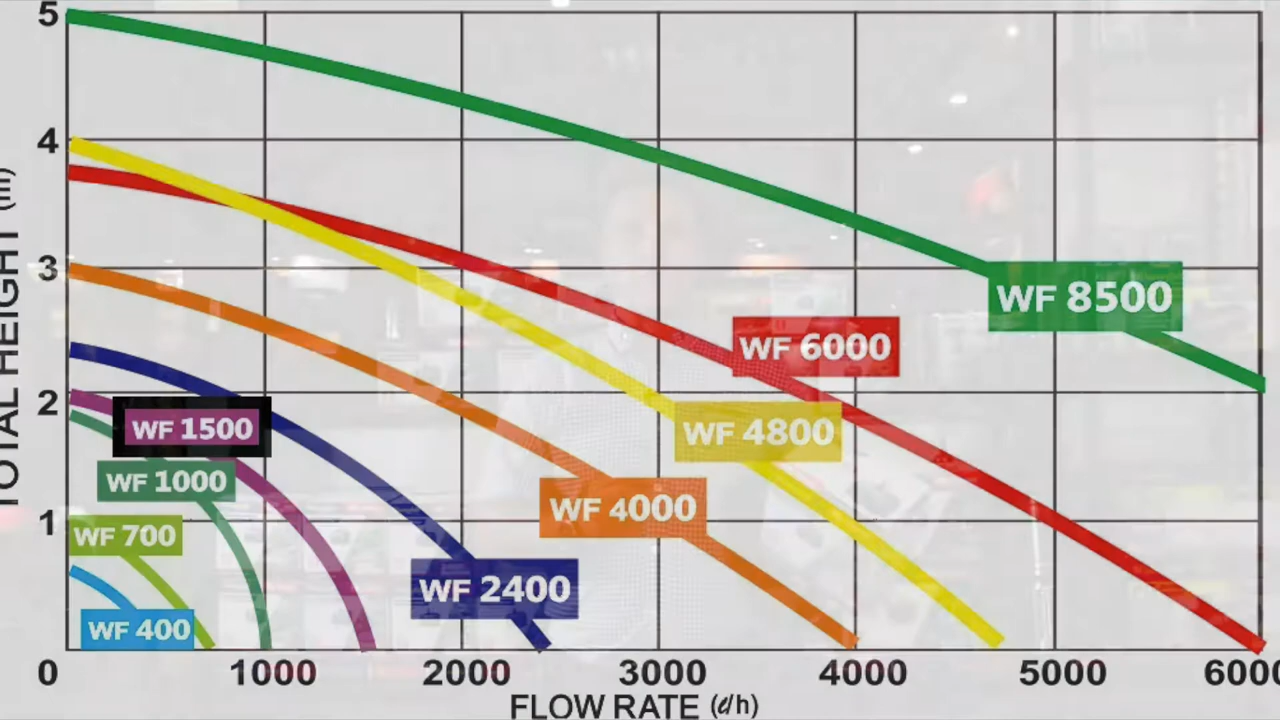 5
4
3
2
1
0
TOTAL HEIGHT (m)
WF 8500
WF 6000
WF 4800
WF 1500
WF 1000
WF 4000
WF 700
WF 2400
WF 400
1000
2000
3000
4000
5000
6000
FLOW RATE (ℓ/h)